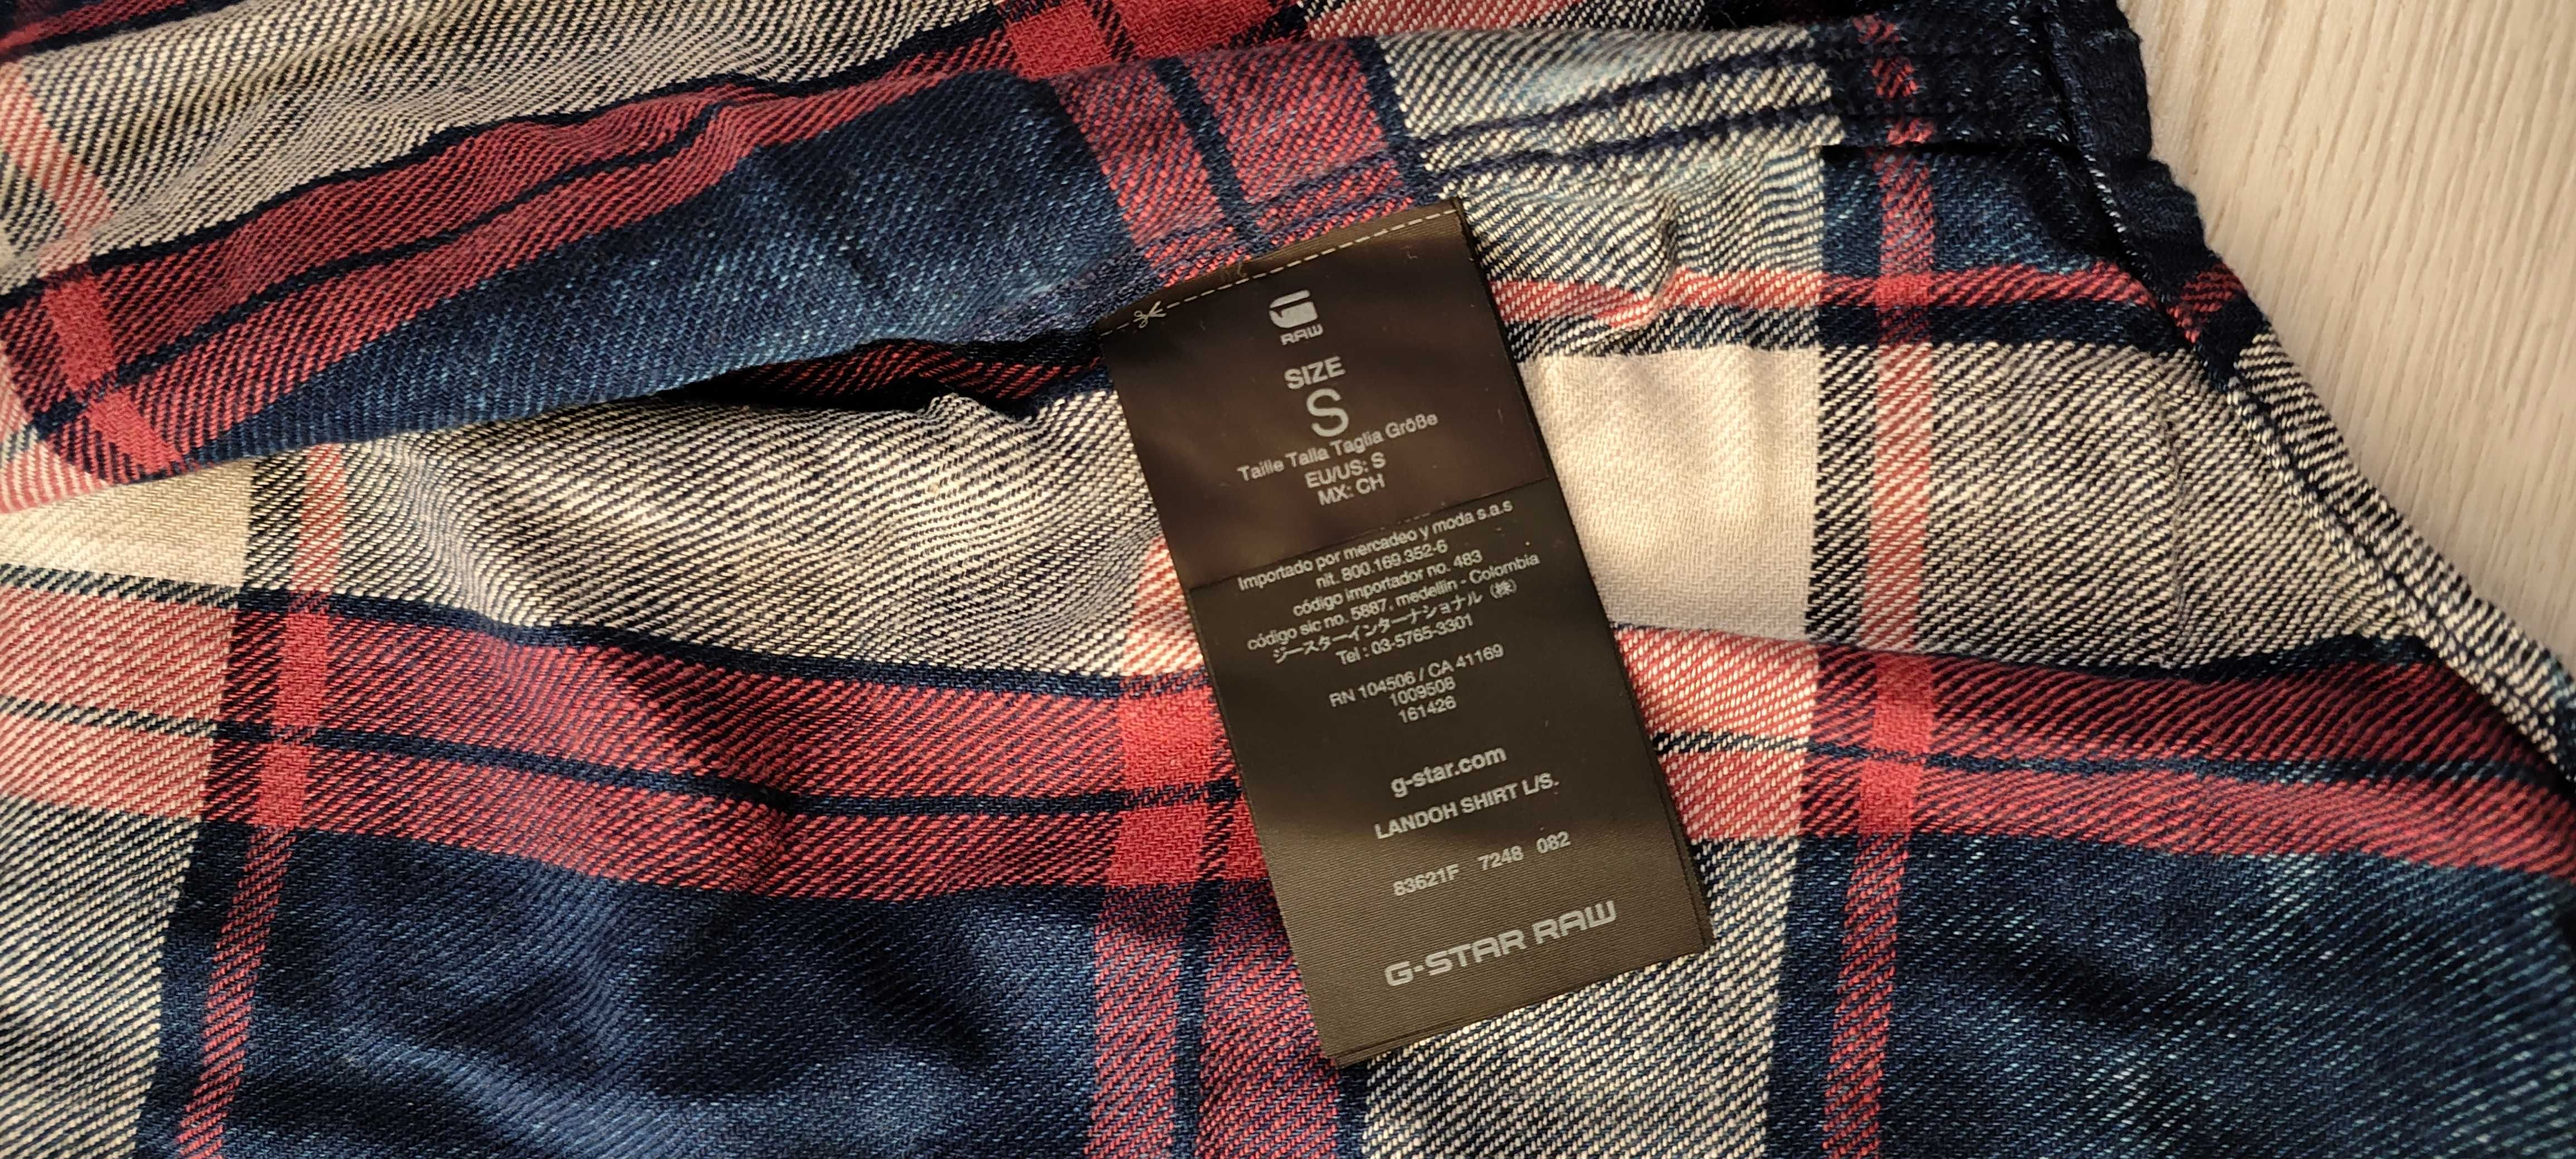 RAW
SIZE
S
Taille Talla Taglia Größe
EU/US: S
MX: CH
Importado por mercadeo y moda s.a.s
nit. 800.169.352-6
código importador no. 483
código sic no. 5887, medellin - Colombia
ジースターインターナショナル（株）
Tel : 03-5765-3301
RN 104506 / CA 41169
1009508
161426
g-star.com
LANDOH SHIRT L/S.
83621F 7248 082
G-STAR RAW